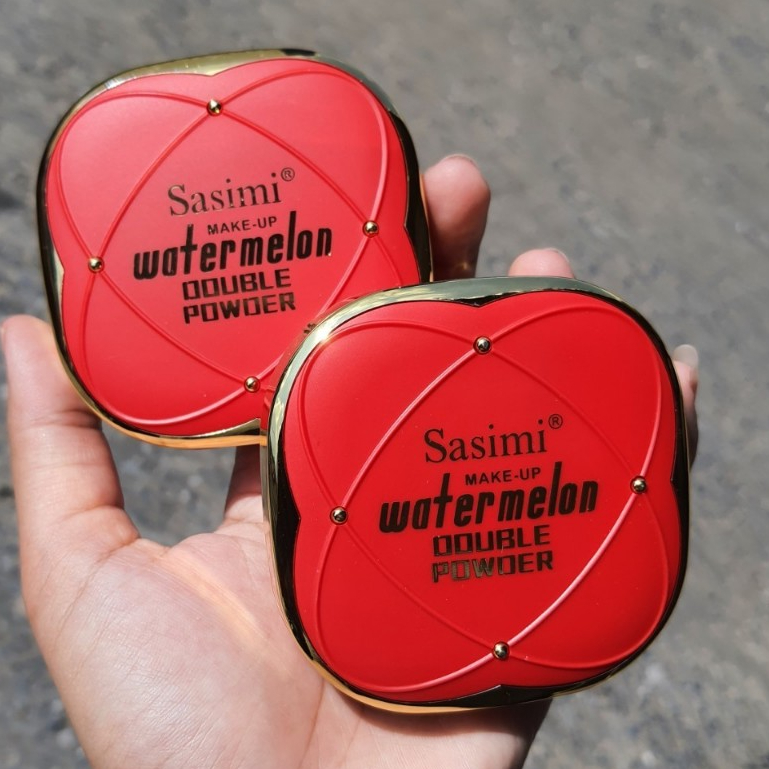 Sasimi®
MAKE-UP
watermelon
DOUBLE
POWDER
Sasimi®
MAKE-UP
watermelon
DOUBLE
POWDER